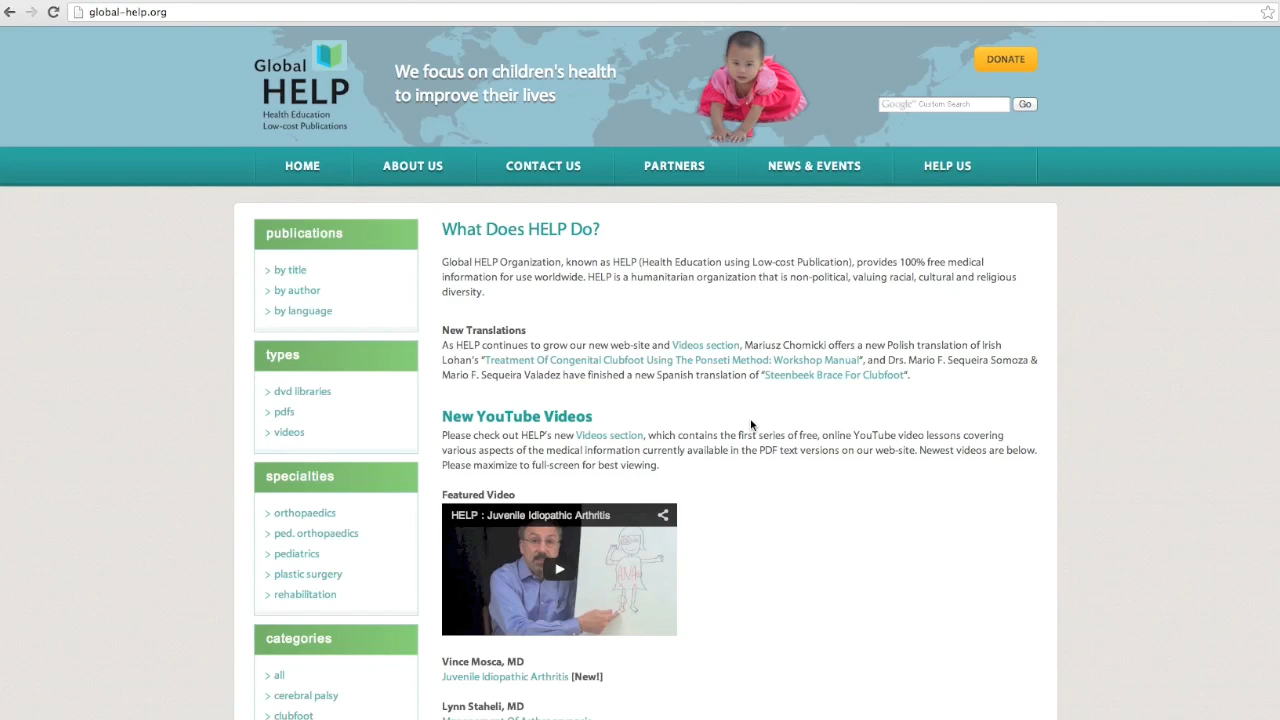 global-help.org
Global
HELP
Health Education
Low-cost Publications
We focus on children's health
to improve their lives
DONATE
Google™ Custom Search
Go
HOME
ABOUT US
CONTACT US
PARTNERS
NEWS & EVENTS
HELP US
publications
> by title
> by author
> by language
types
> dvd libraries
> pdfs
> videos
specialties
> orthopaedics
> ped. orthopaedics
> pediatrics
> plastic surgery
> rehabilitation
categories
> all
> cerebral palsy
> clubfoot
What Does HELP Do?
Global HELP Organization, known as HELP (Health Education using Low-cost Publication), provides 100% free medical
information for use worldwide. HELP is a humanitarian organization that is non-political, valuing racial, cultural and religious
diversity.
New Translations
As HELP continues to grow our new web-site and Videos section, Mariusz Chomicki offers a new Polish translation of Irish
Lohan's "Treatment Of Congenital Clubfoot Using The Ponseti Method: Workshop Manual", and Drs. Mario F. Sequeira Somoza &
Mario F. Sequeira Valadez have finished a new Spanish translation of "Steenbeek Brace For Clubfoot".
New YouTube Videos
Please check out HELP's new Videos section, which contains the first series of free, online YouTube video lessons covering
various aspects of the medical information currently available in the PDF text versions on our web-site. Newest videos are below.
Please maximize to full-screen for best viewing.
Featured Video
HELP : Juvenile Idiopathic Arthritis
Vince Mosca, MD
Juvenile Idiopathic Arthritis [New!]
Lynn Staheli, MD